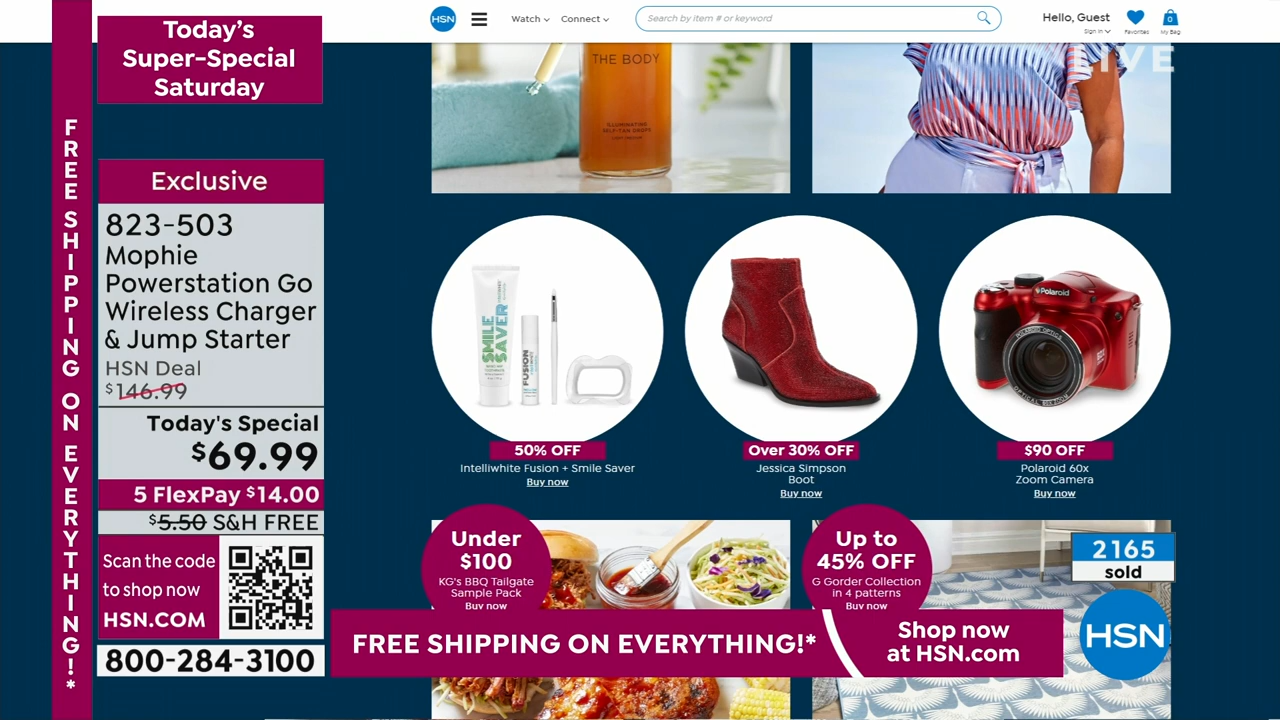 Today's
Super-Special
Saturday
FREE SHIPPING ON EVERYTHING!*
Exclusive
823-503
Mophie
Powerstation Go
Wireless Charger
& Jump Starter
HSN Deal
$146.99
Today's Special
$69.99
5 FlexPay $14.00
$5.50 S&H FREE
Scan the code
to shop now
HSN.COM
800-284-3100
HSN
Watch
Connect
Search by item # or keyword
Hello, Guest
Sign In
Favorites
0
My Bag
LIVE
THE BODY
ILLUMINATING
SELF-TAN DROPS
SMILE
SAVER
FUSION
Polaroid
50% OFF
Intelliwhite Fusion + Smile Saver
Buy now
Over 30% OFF
Jessica Simpson
Boot
Buy now
$90 OFF
Polaroid 60x
Zoom Camera
Buy now
Under
$100
KG's BBQ Tailgate
Sample Pack
Buy now
Up to
45% OFF
G Gorder Collection
in 4 patterns
Buy now
2165
sold
FREE SHIPPING ON EVERYTHING!*
Shop now
at HSN.com
HSN